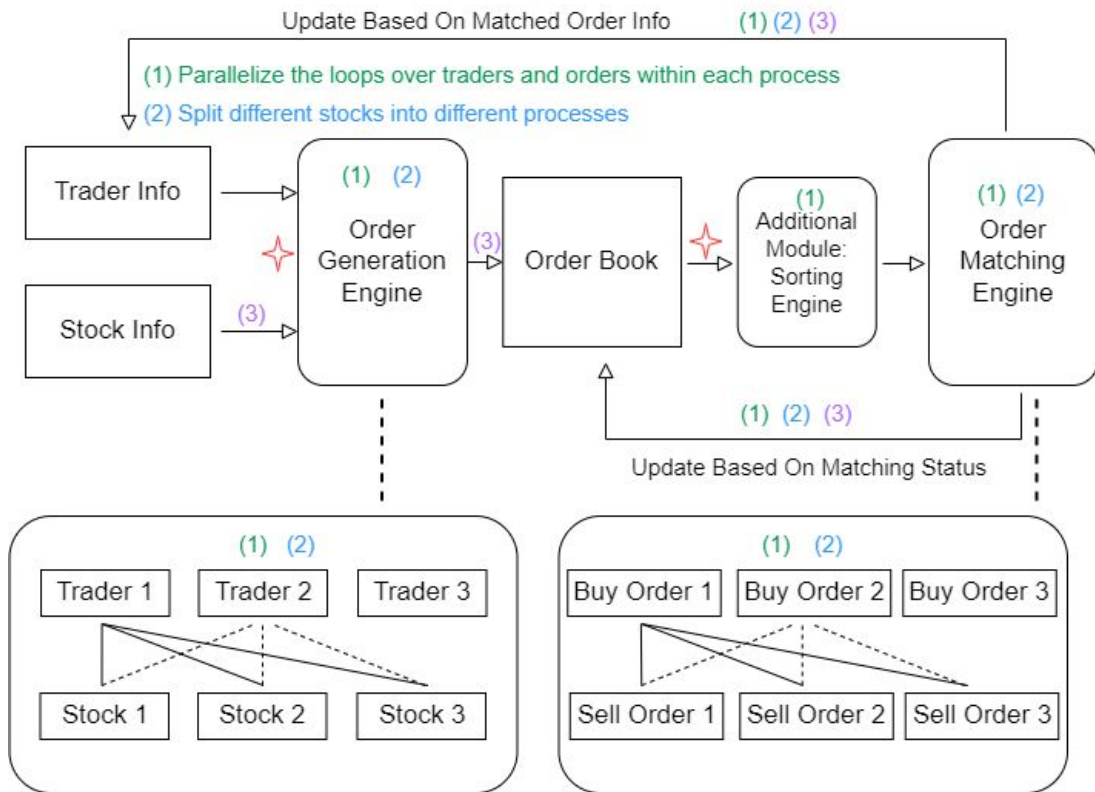 Update Based On Matched Order Info (1) (2) (3)
(1) Parallelize the loops over traders and orders within each process
(2) Split different stocks into different processes
Trader Info
Stock Info
(3)
(1) (2)
Order
Generation
Engine
(3)
Order Book
(1)
Additional
Module:
Sorting
Engine
(1) (2)
Order
Matching
Engine
(1) (2) (3)
Update Based On Matching Status
(1) (2)
Trader 1 Trader 2 Trader 3
Stock 1 Stock 2 Stock 3
(1) (2)
Buy Order 1 Buy Order 2 Buy Order 3
Sell Order 1 Sell Order 2 Sell Order 3